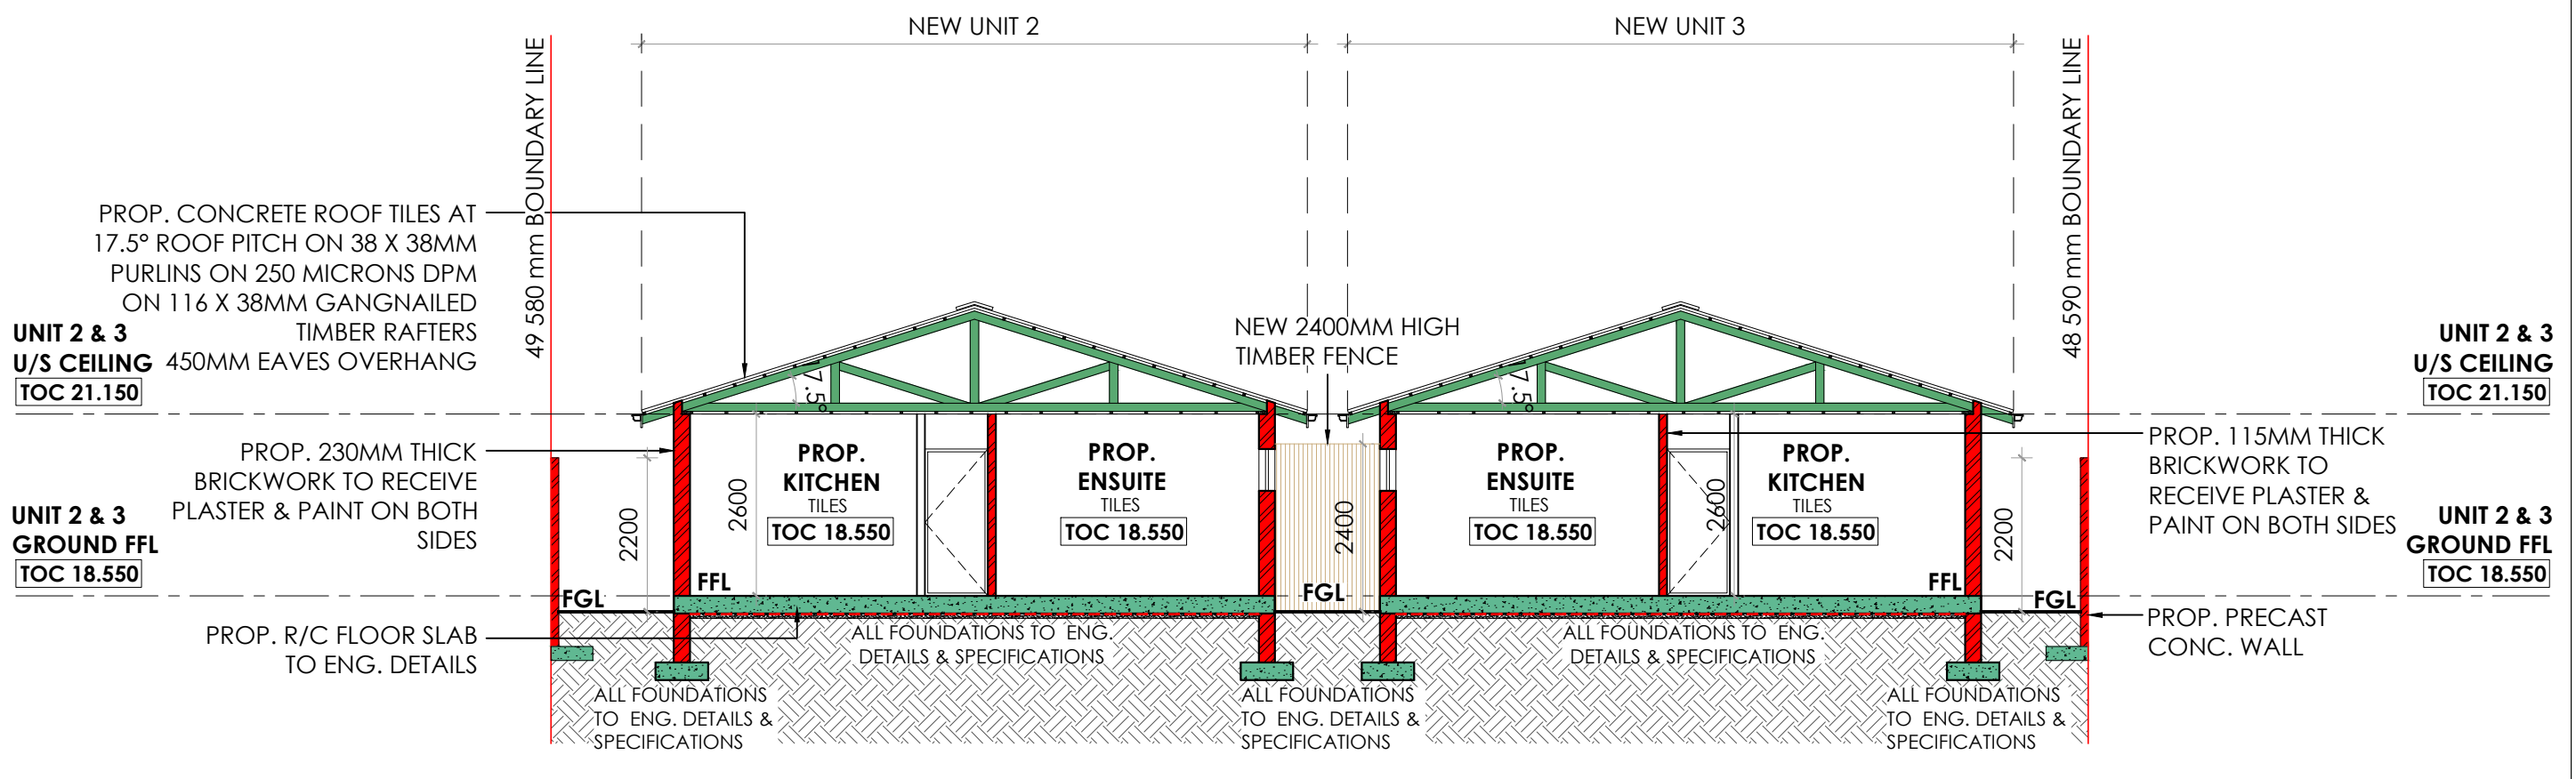 NEW UNIT 2
NEW UNIT 3
49 580 mm BOUNDARY LINE
48 590 mm BOUNDARY LINE
PROP. CONCRETE ROOF TILES AT
17.5° ROOF PITCH ON 38 X 38MM
PURLINS ON 250 MICRONS DPM
ON 116 X 38MM GANGNAILED
TIMBER RAFTERS
450MM EAVES OVERHANG
UNIT 2 & 3
U/S CEILING
TOC 21.150
NEW 2400MM HIGH
TIMBER FENCE
UNIT 2 & 3
U/S CEILING
TOC 21.150
7.5°
7.5°
PROP. 230MM THICK
BRICKWORK TO RECEIVE
PLASTER & PAINT ON BOTH
SIDES
UNIT 2 & 3
GROUND FFL
TOC 18.550
2200
2600
PROP.
KITCHEN
TILES
TOC 18.550
PROP.
ENSUITE
TILES
TOC 18.550
2400
PROP.
ENSUITE
TILES
TOC 18.550
2600
PROP.
KITCHEN
TILES
TOC 18.550
2200
PROP. 115MM THICK
BRICKWORK TO
RECEIVE PLASTER &
PAINT ON BOTH SIDES
UNIT 2 & 3
GROUND FFL
TOC 18.550
FGL
FFL
FGL
FFL
FGL
PROP. R/C FLOOR SLAB
TO ENG. DETAILS
ALL FOUNDATIONS TO ENG.
DETAILS & SPECIFICATIONS
ALL FOUNDATIONS TO ENG.
DETAILS & SPECIFICATIONS
PROP. PRECAST
CONC. WALL
ALL FOUNDATIONS
TO ENG. DETAILS &
SPECIFICATIONS
ALL FOUNDATIONS
TO ENG. DETAILS &
SPECIFICATIONS
ALL FOUNDATIONS
TO ENG. DETAILS &
SPECIFICATIONS